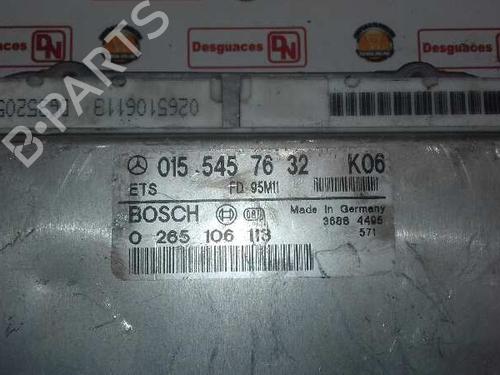 Desguaces DN
Desguaces DN
0265106113
B-PARTS
015 545 76 32 K06
ETS FD 95M11
BOSCH Made in Germany
3688 4495
0 265 106 113 571